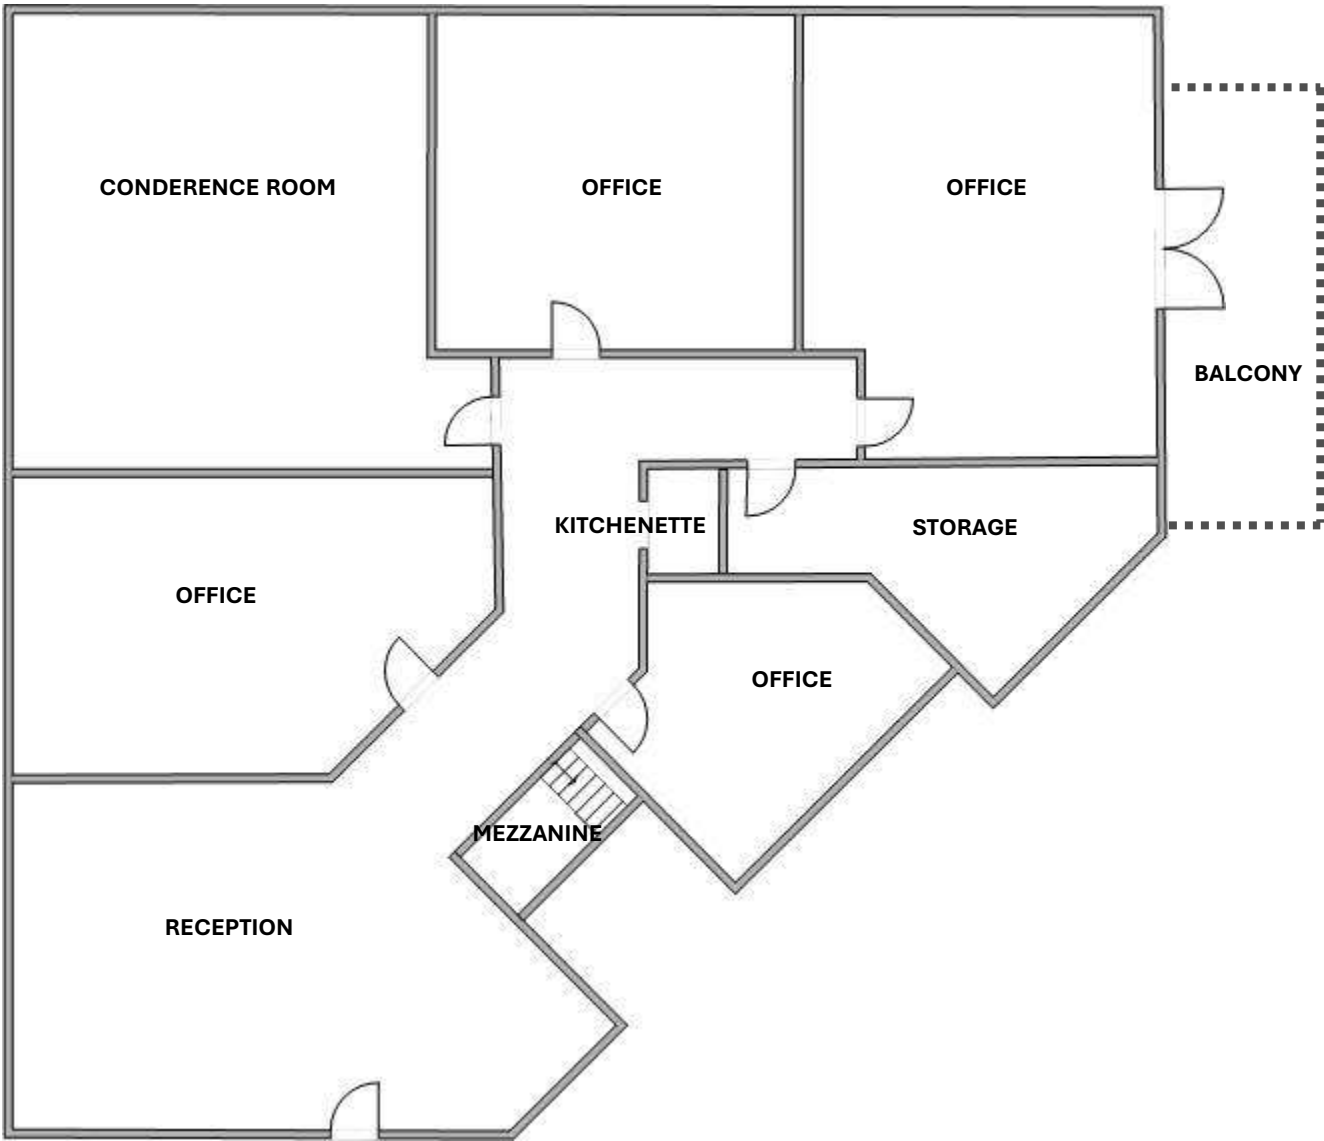 CONDERENCE ROOM
OFFICE
OFFICE
BALCONY
KITCHENETTE
STORAGE
OFFICE
OFFICE
MEZZANINE
RECEPTION